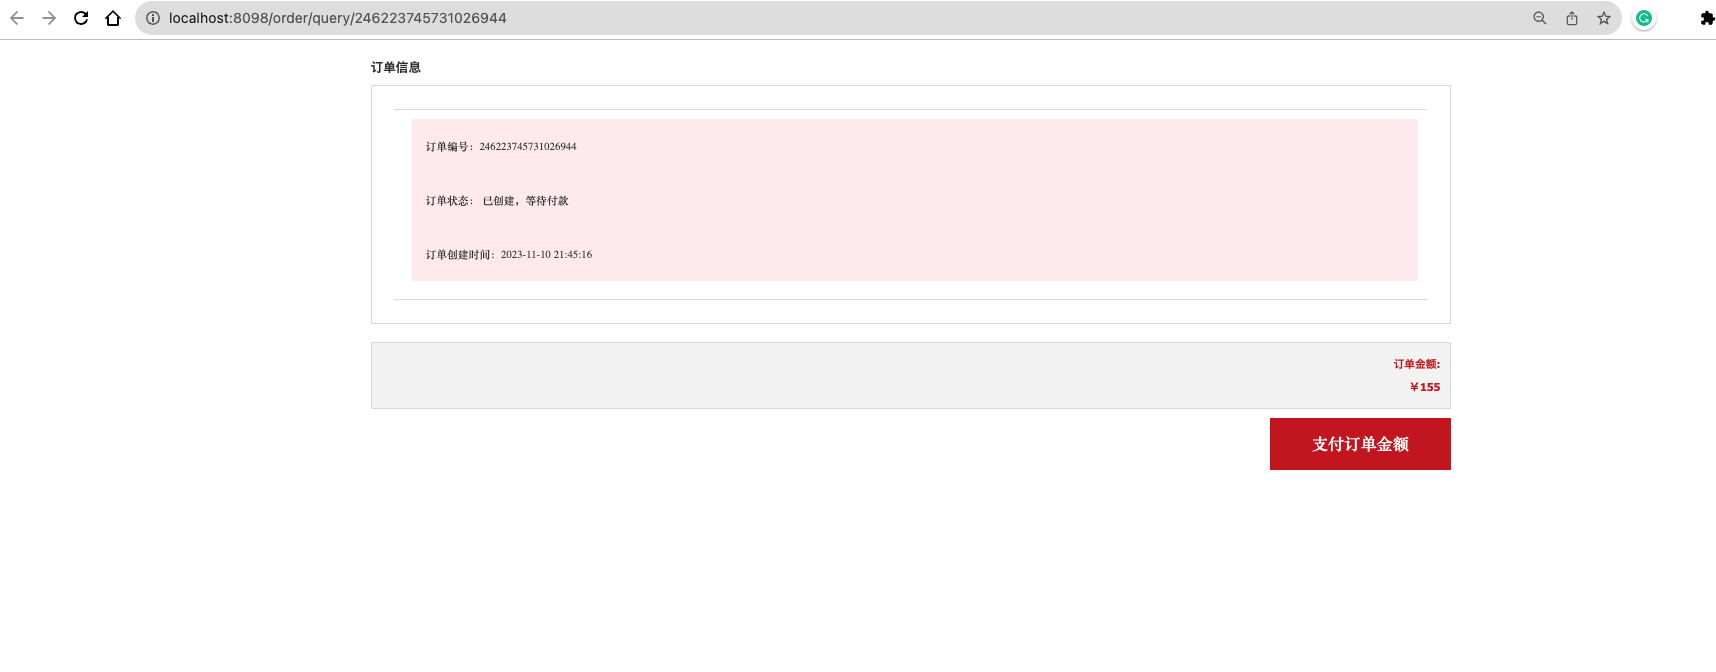 localhost:8098/order/query/246223745731026944
订单信息
订单编号：246223745731026944
订单状态： 已创建，等待付款
订单创建时间：2023-11-10 21:45:16
订单金额:
￥155
支付订单金额